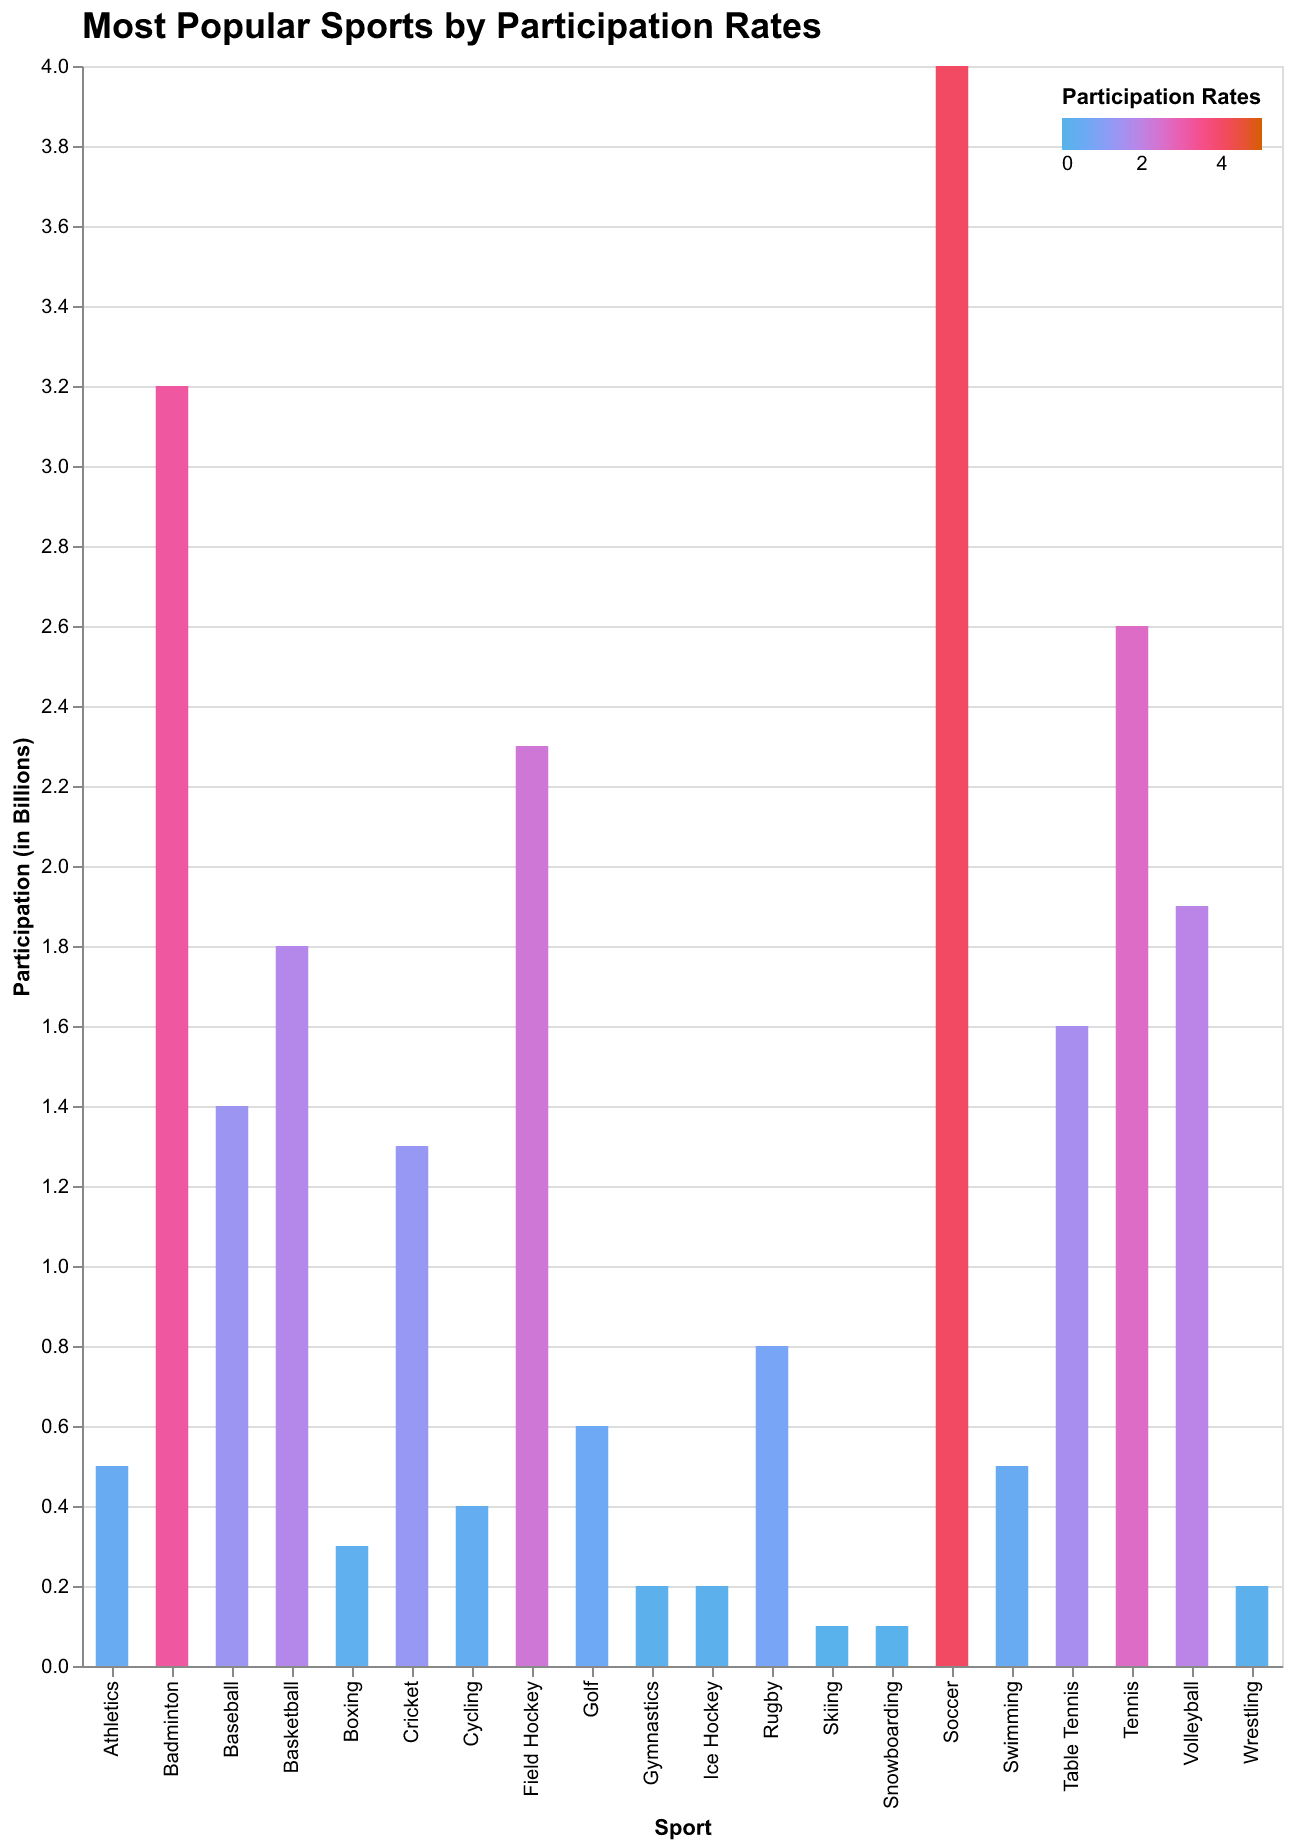 Most Popular Sports by Participation Rates
Participation Rates
0 2 4
Participation (in Billions)
4.0
3.8
3.6
3.4
3.2
3.0
2.8
2.6
2.4
2.2
2.0
1.8
1.6
1.4
1.2
1.0
0.8
0.6
0.4
0.2
0.0
Athletics
Badminton
Baseball
Basketball
Boxing
Cricket
Cycling
Field Hockey
Golf
Gymnastics
Ice Hockey
Rugby
Skiing
Snowboarding
Soccer
Swimming
Table Tennis
Tennis
Volleyball
Wrestling
Sport